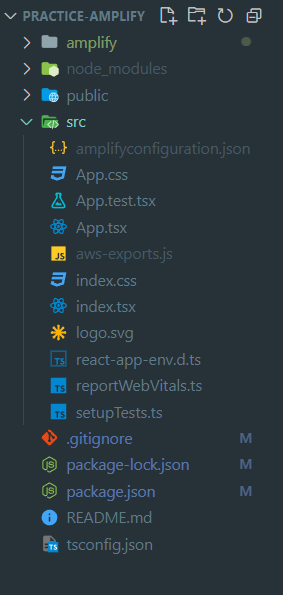 PRACTICE-AMPLIFY
amplify
node_modules
public
src
amplifyconfiguration.json
App.css
App.test.tsx
App.tsx
aws-exports.js
index.css
index.tsx
logo.svg
react-app-env.d.ts
reportWebVitals.ts
setupTests.ts
.gitignore M
package-lock.json M
package.json M
README.md
tsconfig.json